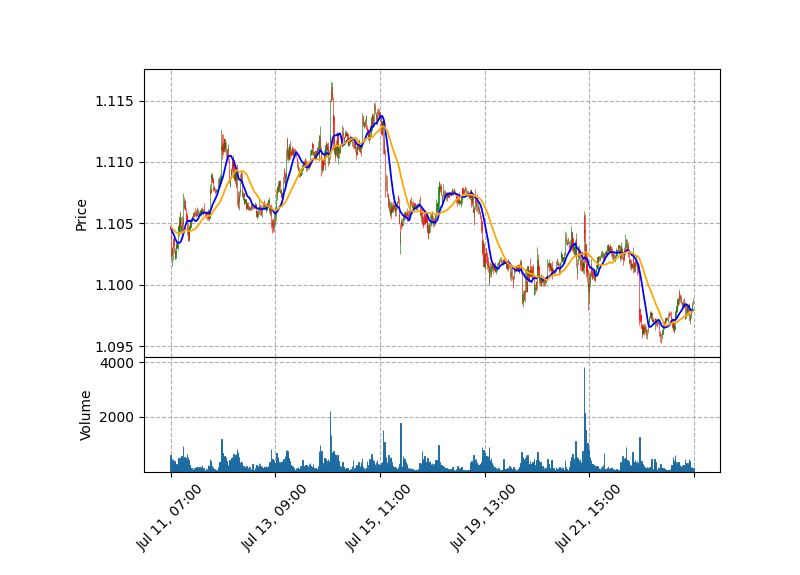 1.115
1.110
1.105
1.100
1.095
Price
4000
2000
Volume
Jul 11, 07:00
Jul 13, 09:00
Jul 15, 11:00
Jul 19, 13:00
Jul 21, 15:00